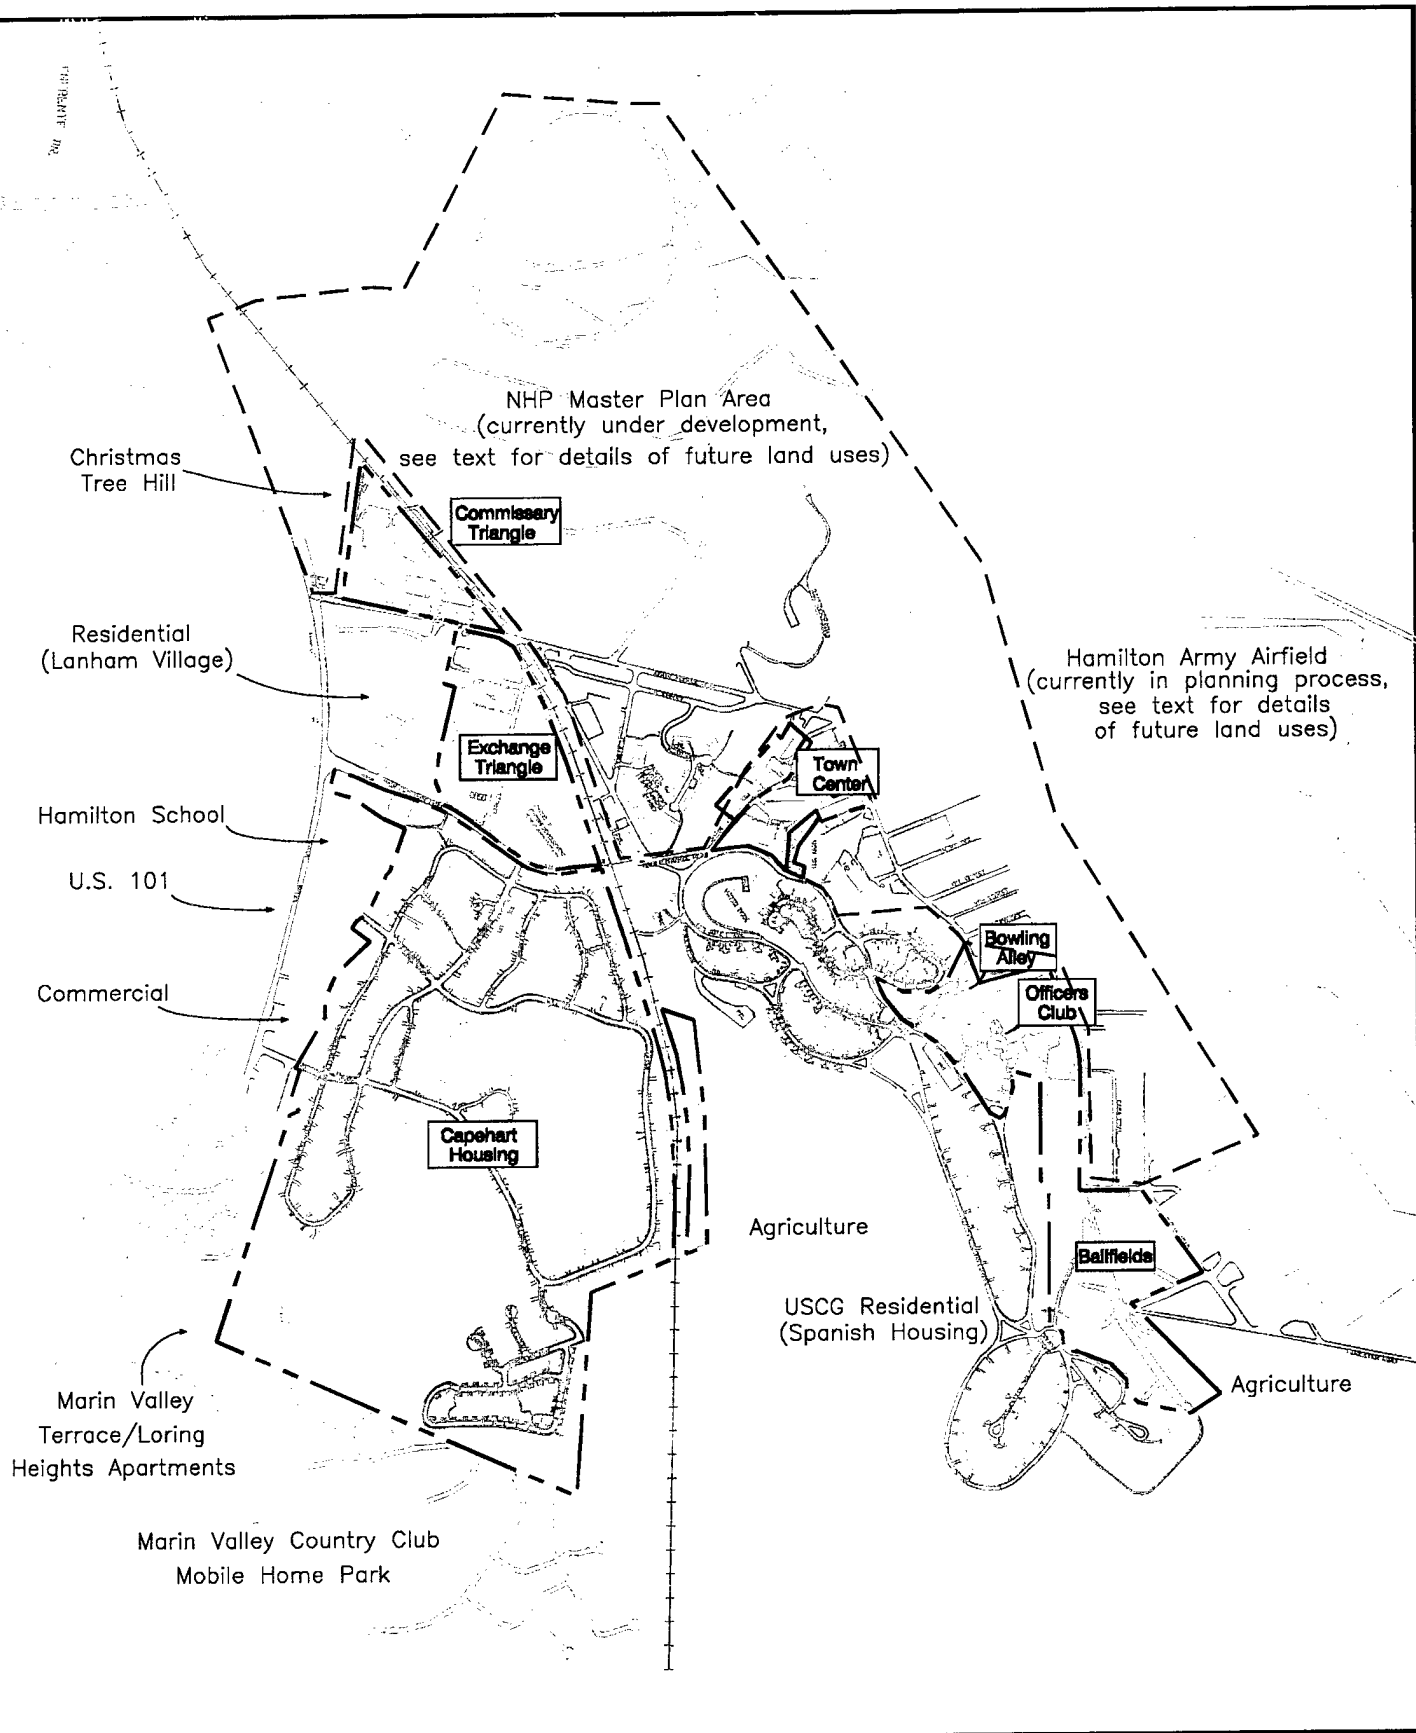 NHP Master Plan Area
(currently under development,
see text for details of future land uses)
Christmas
Tree Hill
Commissary
Triangle
Residential
(Lanham Village)
Hamilton Army Airfield
(currently in planning process,
see text for details
of future land uses)
Exchange
Triangle
Town
Center
Hamilton School
U.S. 101
Bowling
Alley
Commercial
Officers
Club
Capehart
Housing
Agriculture
Ballfields
USCG Residential
(Spanish Housing)
Agriculture
Marin Valley
Terrace/Loring
Heights Apartments
Marin Valley Country Club
Mobile Home Park